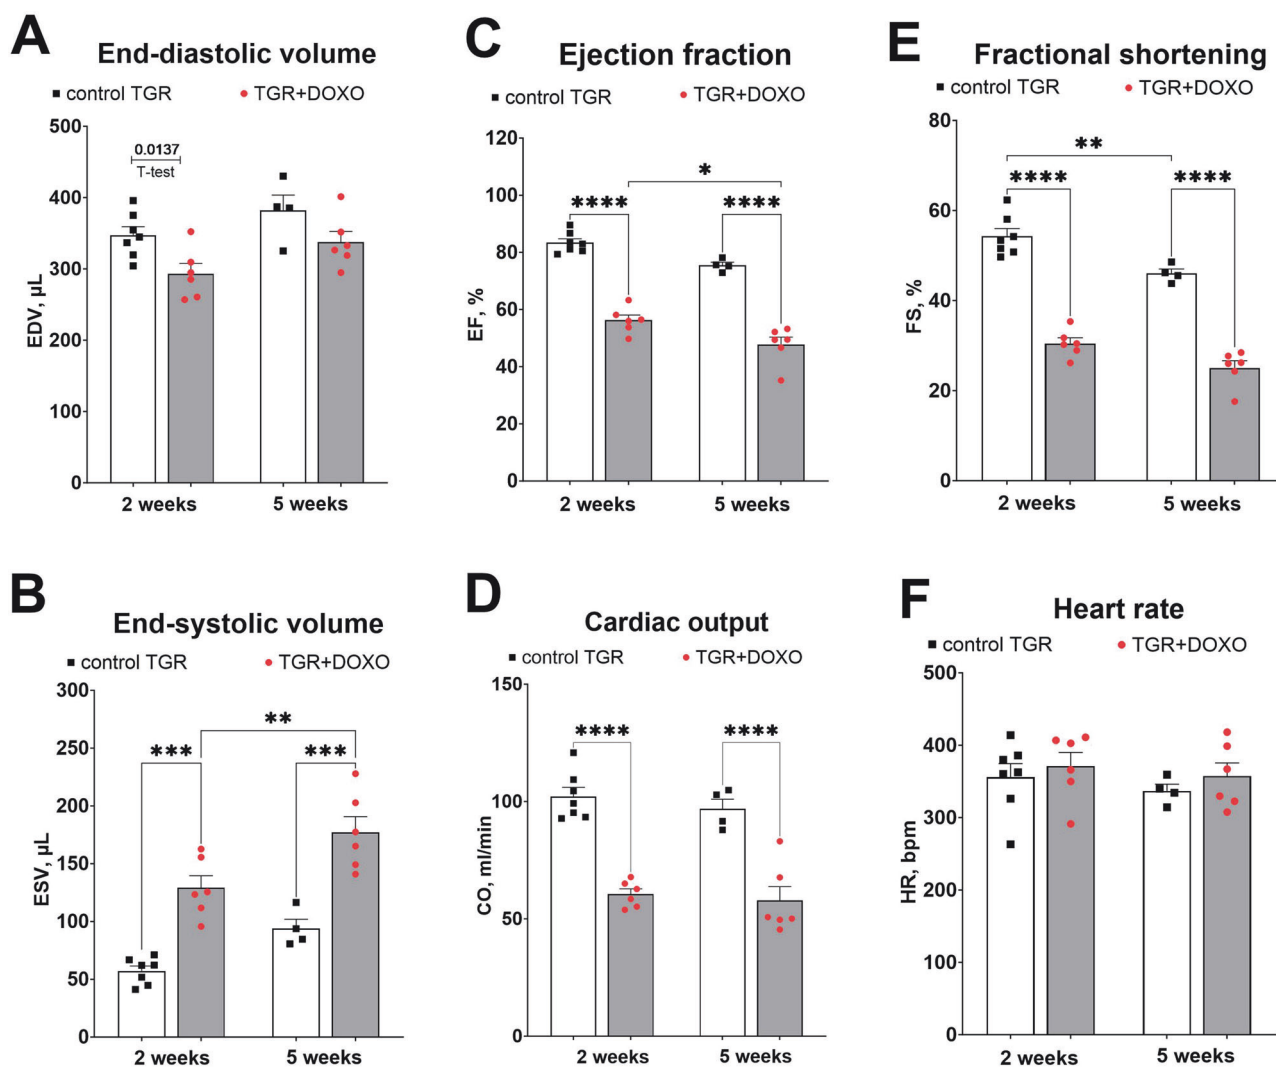 A
End-diastolic volume
control TGR
TGR+DOXO
500
400
300
200
100
0
EDV, µL
0.0137
T-test
2 weeks
5 weeks
B
End-systolic volume
control TGR
TGR+DOXO
300
250
200
150
100
50
0
ESV, µL
**
***
***
2 weeks
5 weeks
C
Ejection fraction
control TGR
TGR+DOXO
120
100
80
60
40
20
0
EF, %
*
****
****
2 weeks
5 weeks
D
Cardiac output
control TGR
TGR+DOXO
150
100
50
0
CO, ml/min
****
****
2 weeks
5 weeks
E
Fractional shortening
control TGR
TGR+DOXO
80
60
40
20
0
FS, %
**
****
****
2 weeks
5 weeks
F
Heart rate
control TGR
TGR+DOXO
500
400
300
200
100
0
HR, bpm
2 weeks
5 weeks